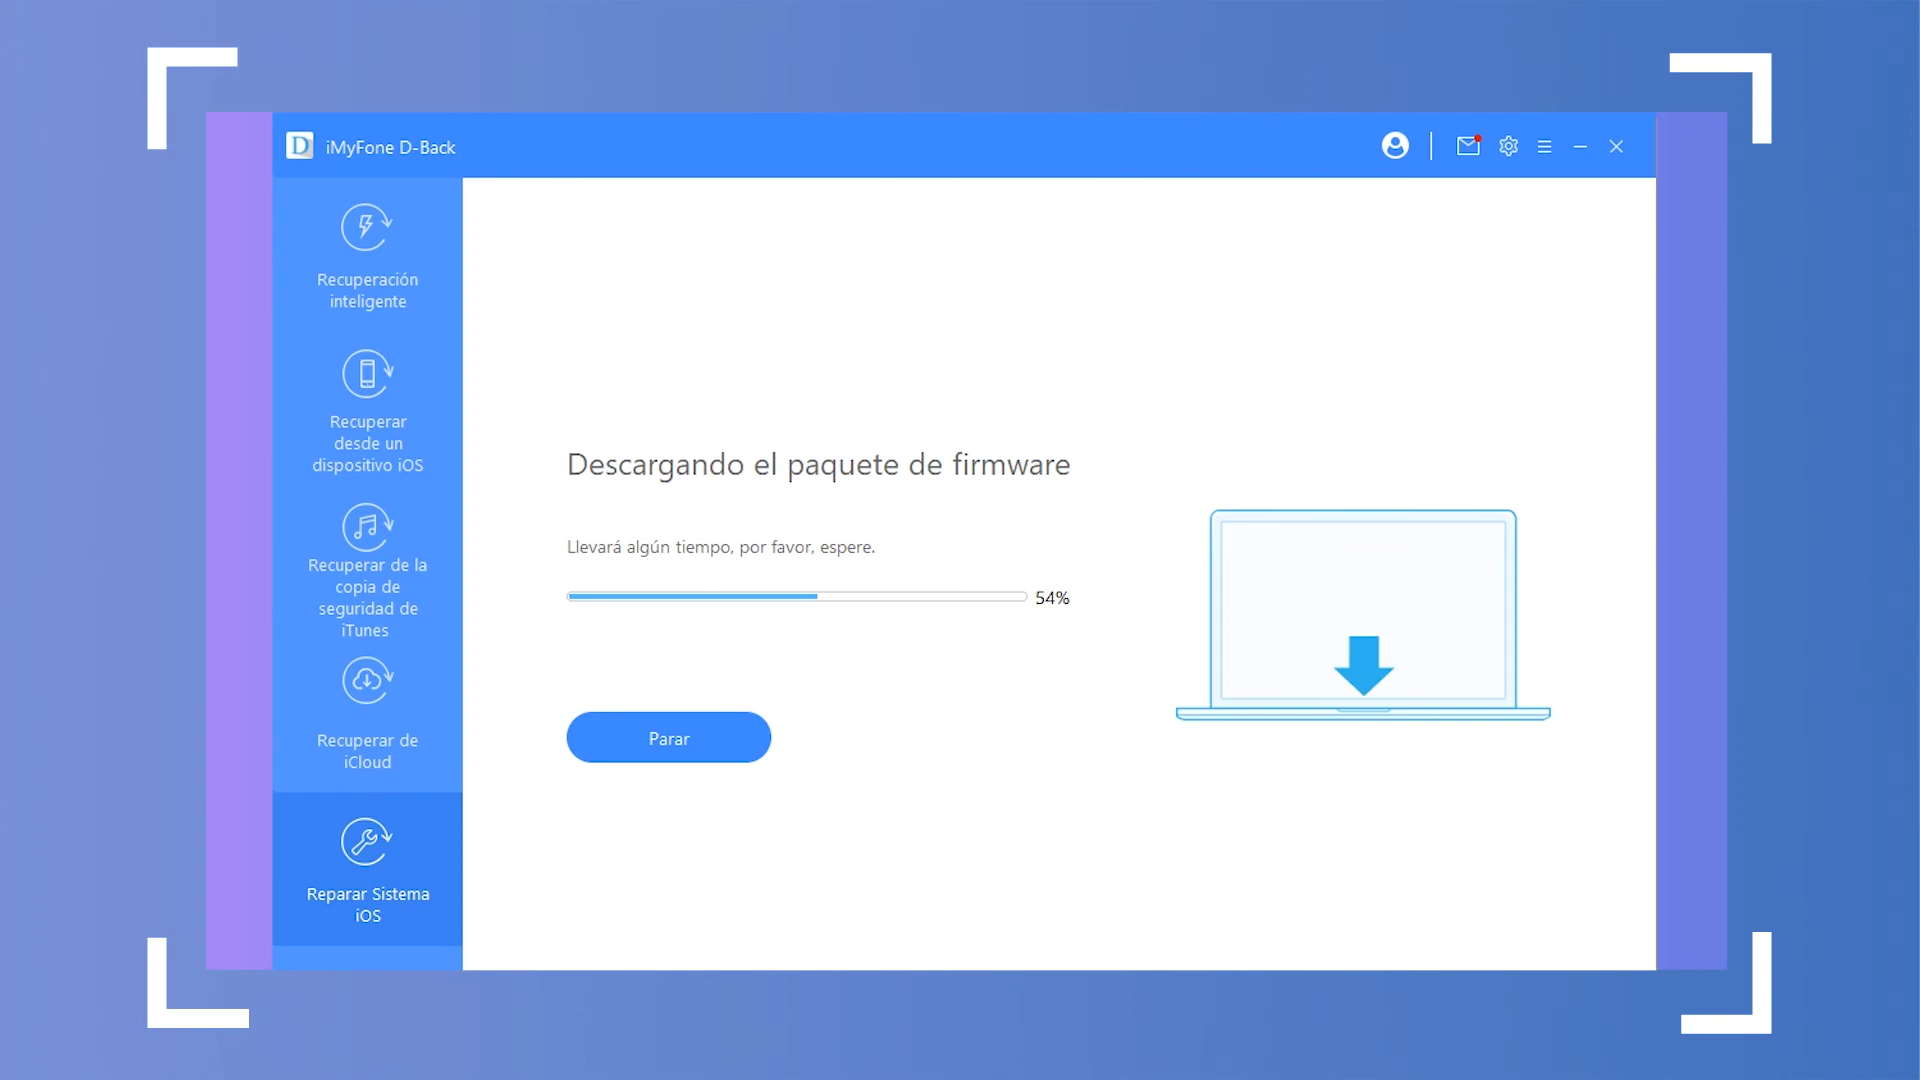 D iMyFone D-Back
Recuperación
inteligente
Recuperar
desde un
dispositivo iOS
Recuperar de la
copia de
seguridad de
iTunes
Recuperar de
iCloud
Reparar Sistema
iOS
Descargando el paquete de firmware
Llevará algún tiempo, por favor, espere.
54%
Parar